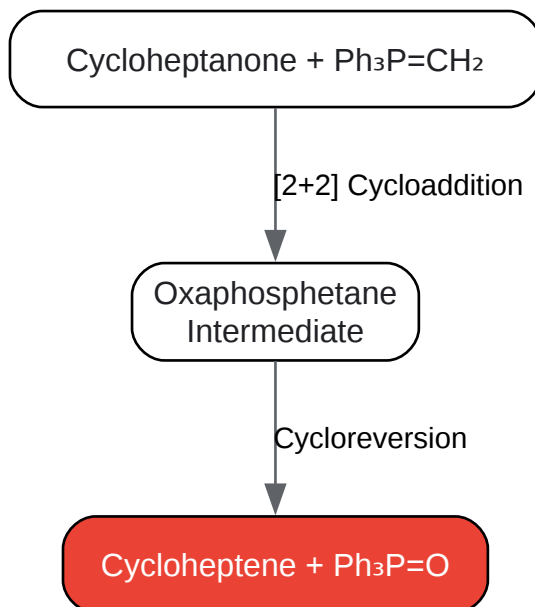 Cycloheptanone + Ph₃P=CH₂
[2+2] Cycloaddition
Oxaphosphetane
Intermediate
Cycloreversion
Cycloheptene + Ph₃P=O